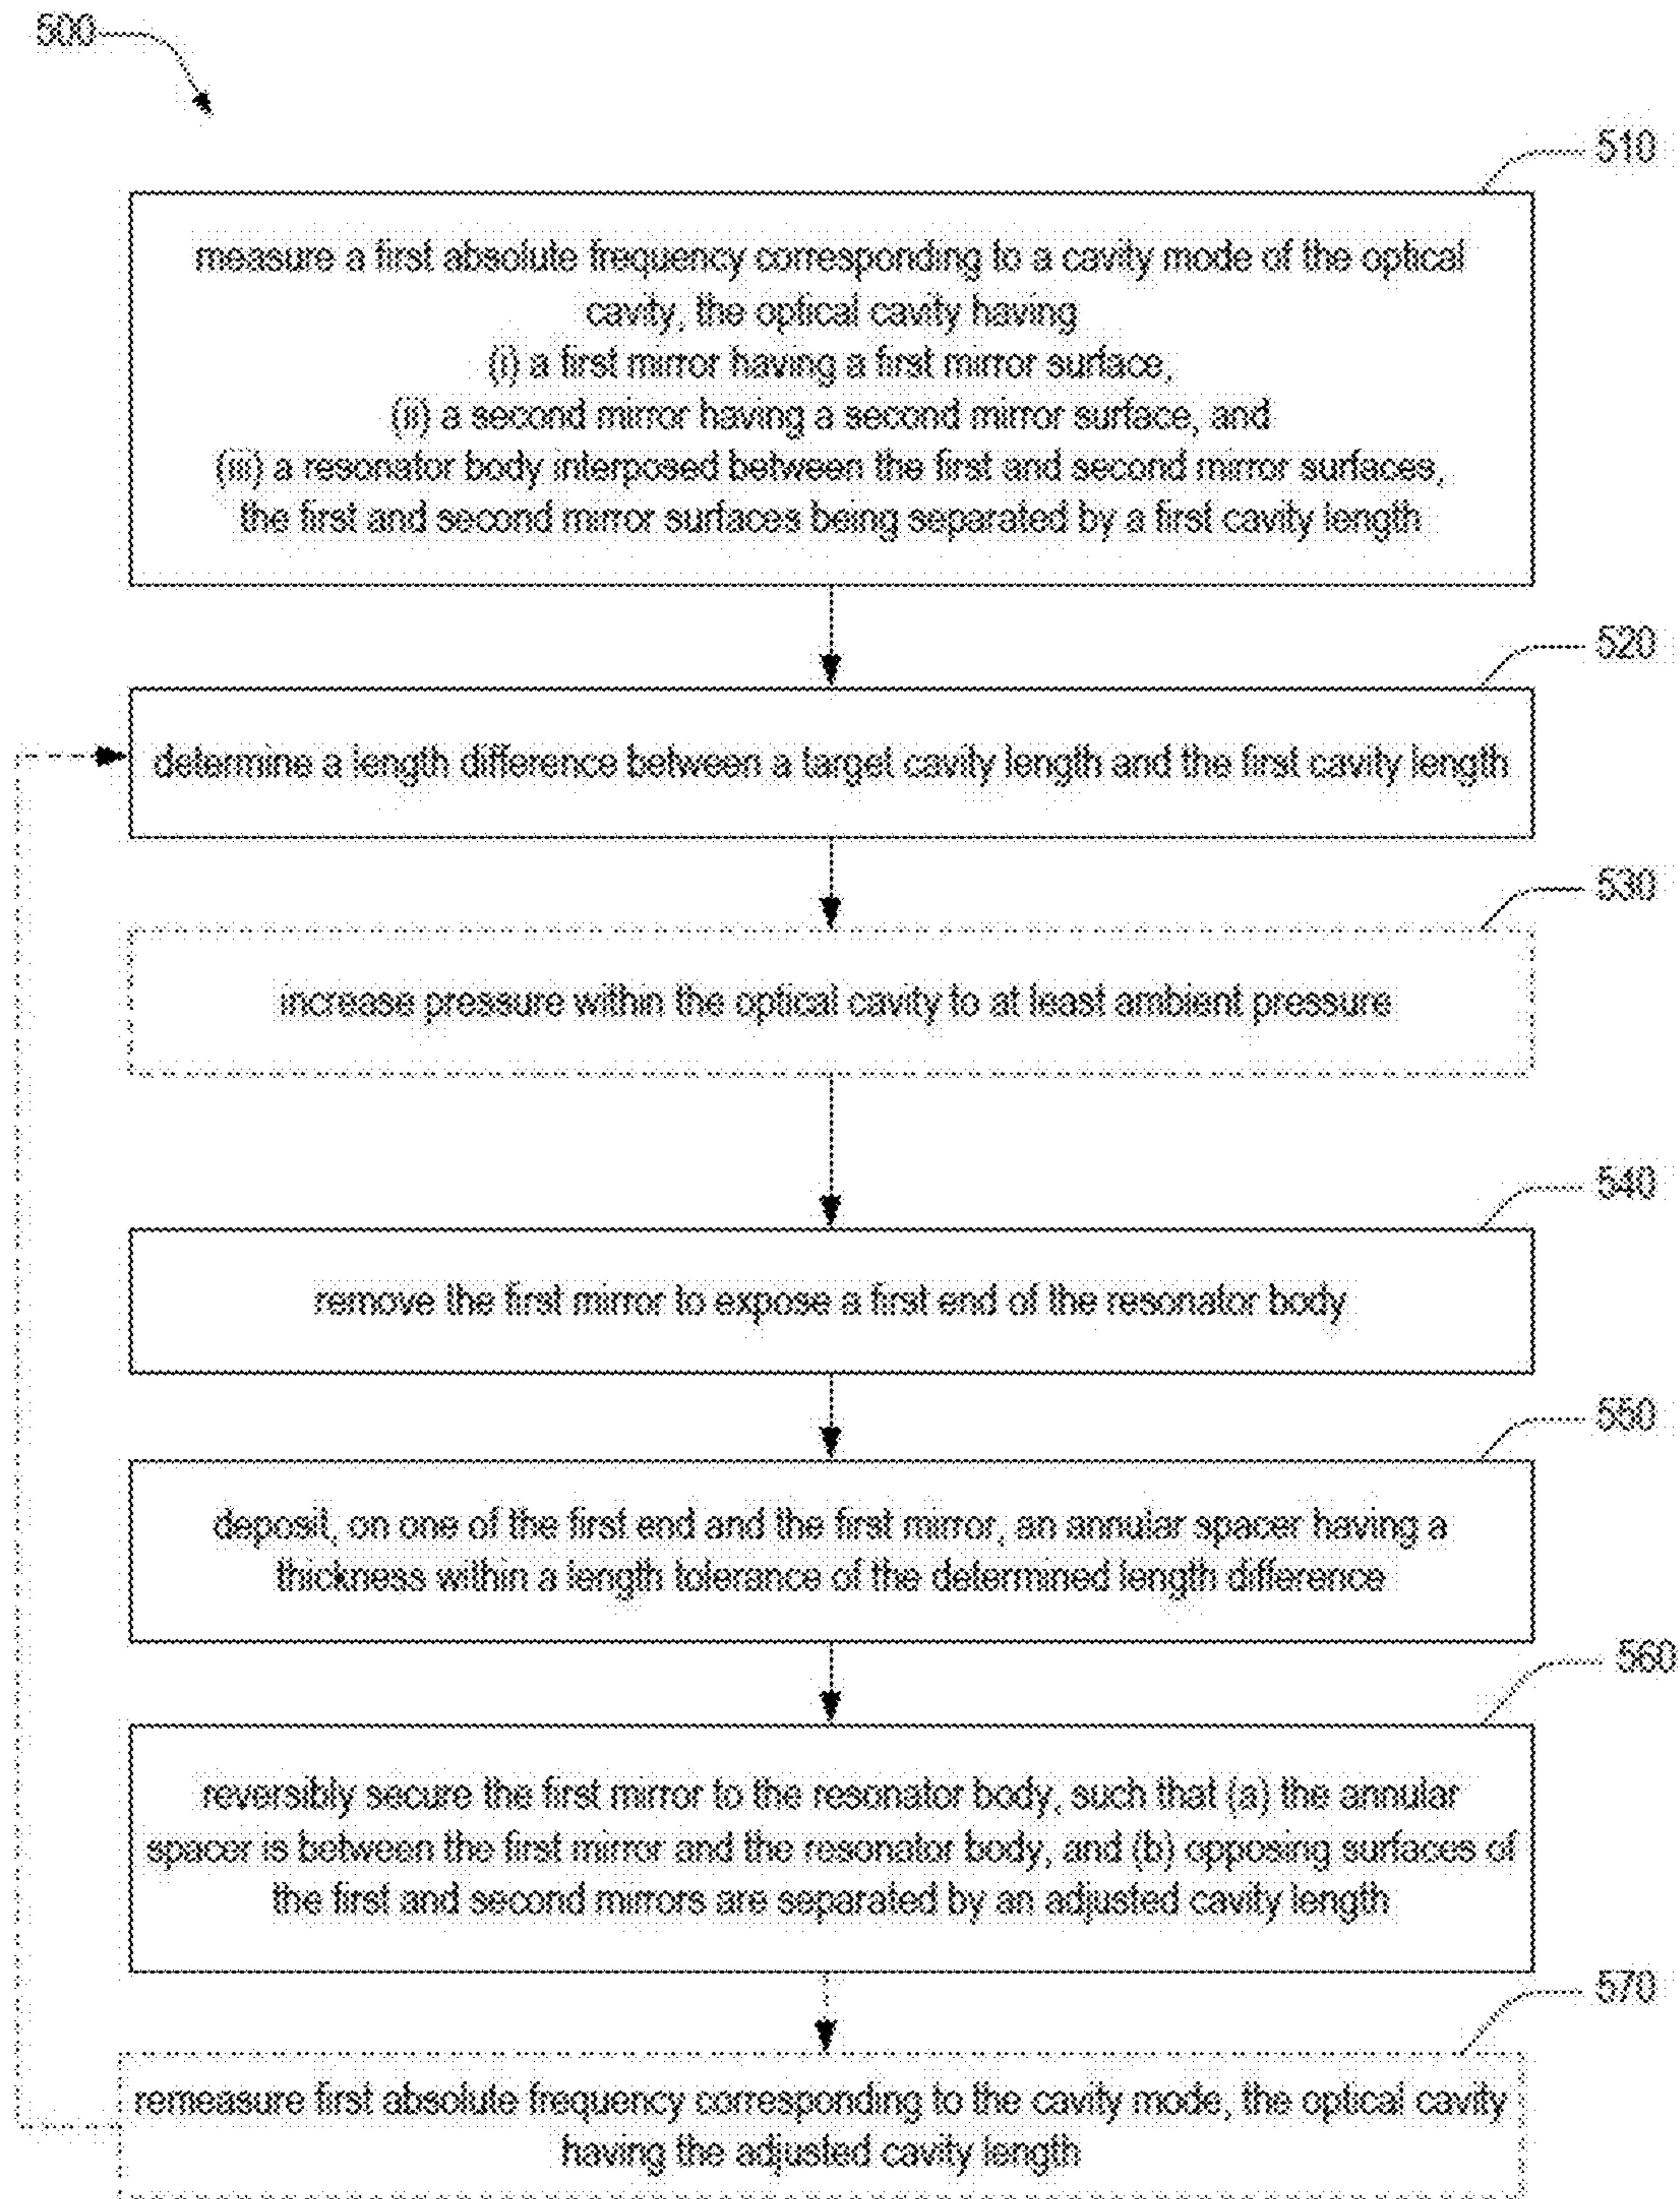 500
510
measure a first absolute frequency corresponding to a cavity mode of the optical
cavity, the optical cavity having
(i) a first mirror having a first mirror surface,
(ii) a second mirror having a second mirror surface, and
(iii) a resonator body interposed between the first and second mirror surfaces,
the first and second mirror surfaces being separated by a first cavity length
520
determine a length difference between a target cavity length and the first cavity length
530
increase pressure within the optical cavity to at least ambient pressure
540
remove the first mirror to expose a first end of the resonator body
550
deposit, on one of the first end and the first mirror, an annular spacer having a
thickness within a length tolerance of the determined length difference
560
reversibly secure the first mirror to the resonator body, such that (a) the annular
spacer is between the first mirror and the resonator body, and (b) opposing surfaces of
the first and second mirrors are separated by an adjusted cavity length
570
remeasure first absolute frequency corresponding to the cavity mode, the optical cavity
having the adjusted cavity length